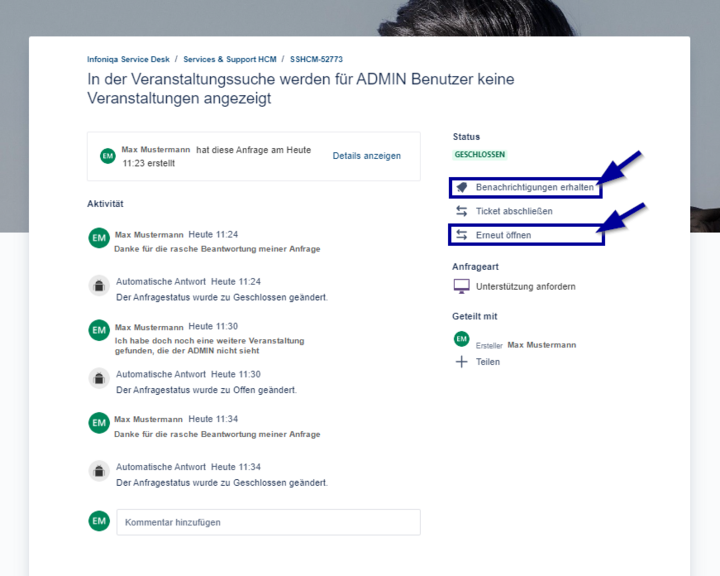 Infoniqa Service Desk / Services & Support HCM / SSHCM-52773
In der Veranstaltungssuche werden für ADMIN Benutzer keine
Veranstaltungen angezeigt
EM Max Mustermann hat diese Anfrage am Heute
11:23 erstellt
Details anzeigen
Aktivität
EM Max Mustermann Heute 11:24
Danke für die rasche Beantwortung meiner Anfrage
Automatische Antwort Heute 11:24
Der Anfragestatus wurde zu Geschlossen geändert.
EM Max Mustermann Heute 11:30
Ich habe doch noch eine weitere Veranstaltung
gefunden, die der ADMIN nicht sieht
Automatische Antwort Heute 11:30
Der Anfragestatus wurde zu Offen geändert.
EM Max Mustermann Heute 11:34
Danke für die rasche Beantwortung meiner Anfrage
Automatische Antwort Heute 11:34
Der Anfragestatus wurde zu Geschlossen geändert.
EM Kommentar hinzufügen
Status
GESCHLOSSEN
Benachrichtigungen erhalten
Ticket abschließen
Erneut öffnen
Anfrageart
Unterstützung anfordern
Geteilt mit
EM Ersteller Max Mustermann
Teilen